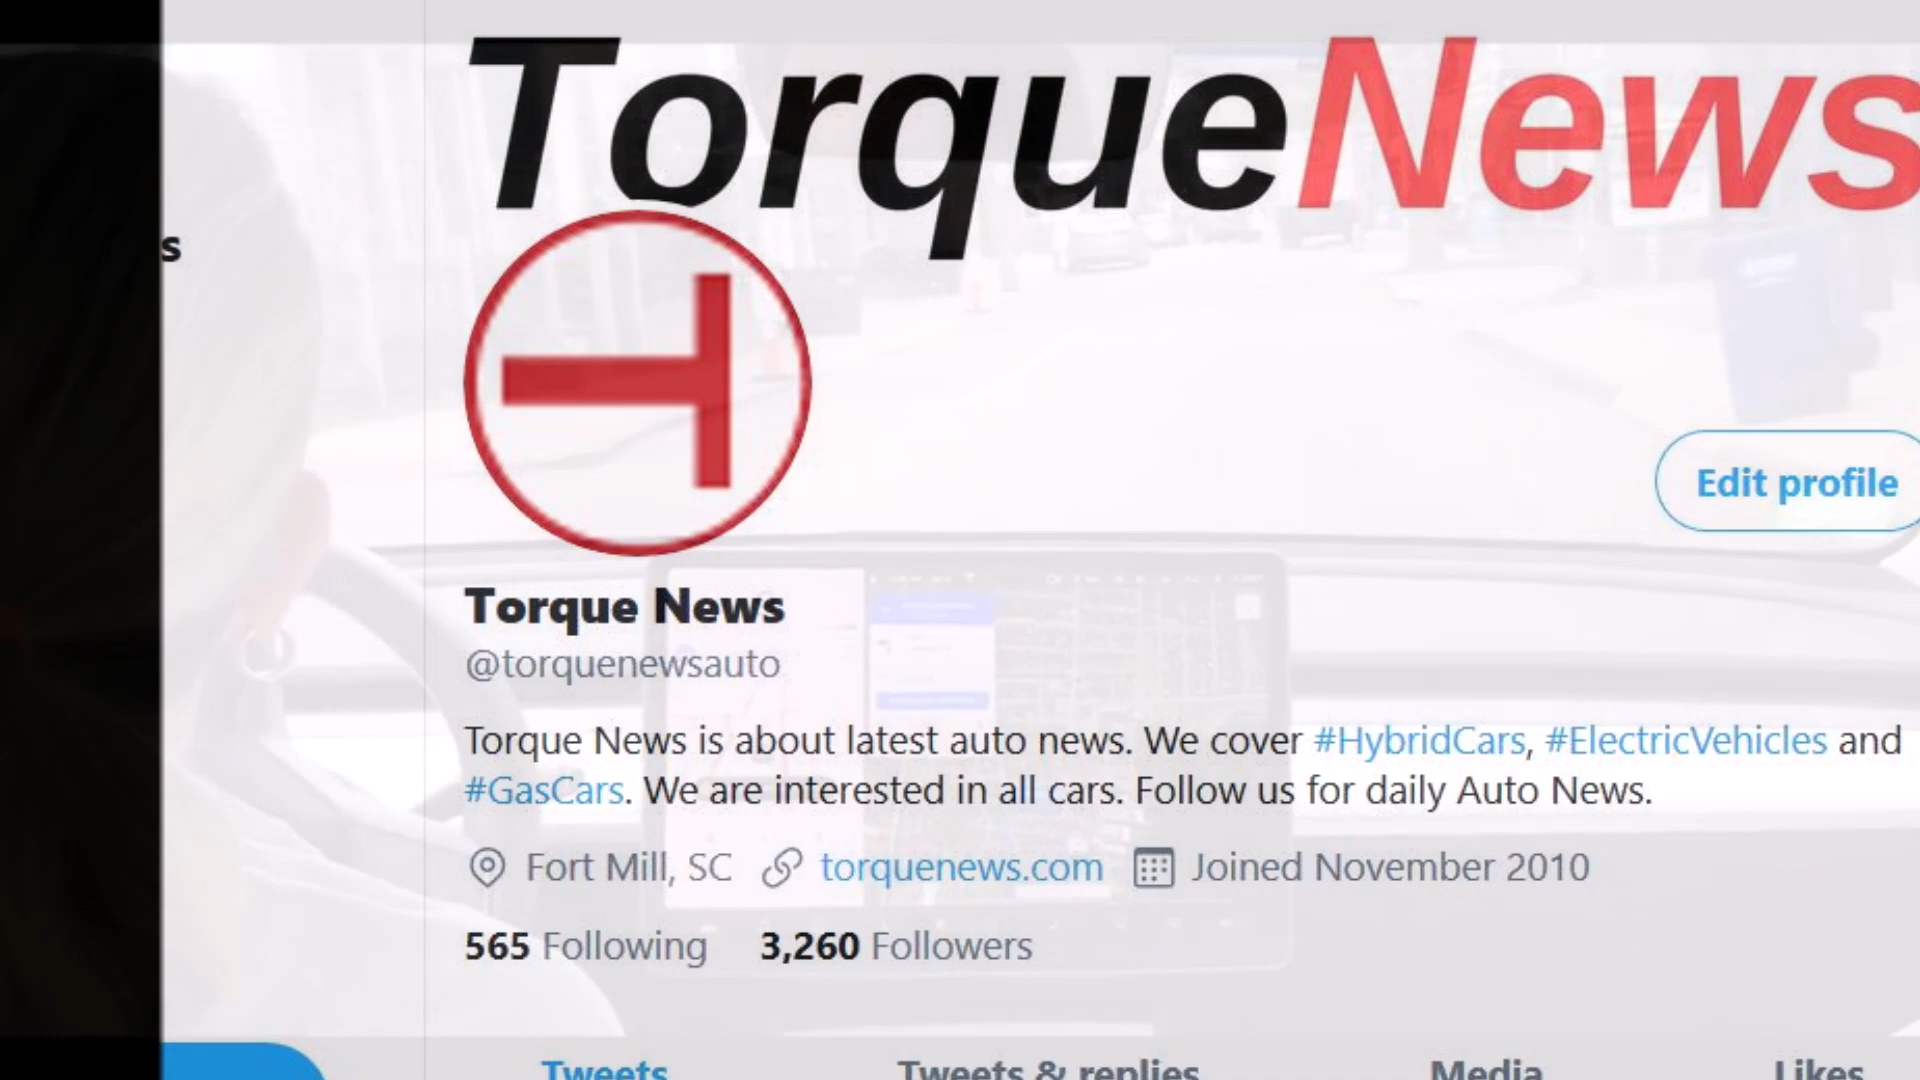 TorqueNews
s
Edit profile
Torque News
@torquenewsauto
Torque News is about latest auto news. We cover #HybridCars, #ElectricVehicles and
#GasCars. We are interested in all cars. Follow us for daily Auto News.
Fort Mill, SC torquenews.com Joined November 2010
565 Following 3,260 Followers
Tweets Tweets & replies Media Likes